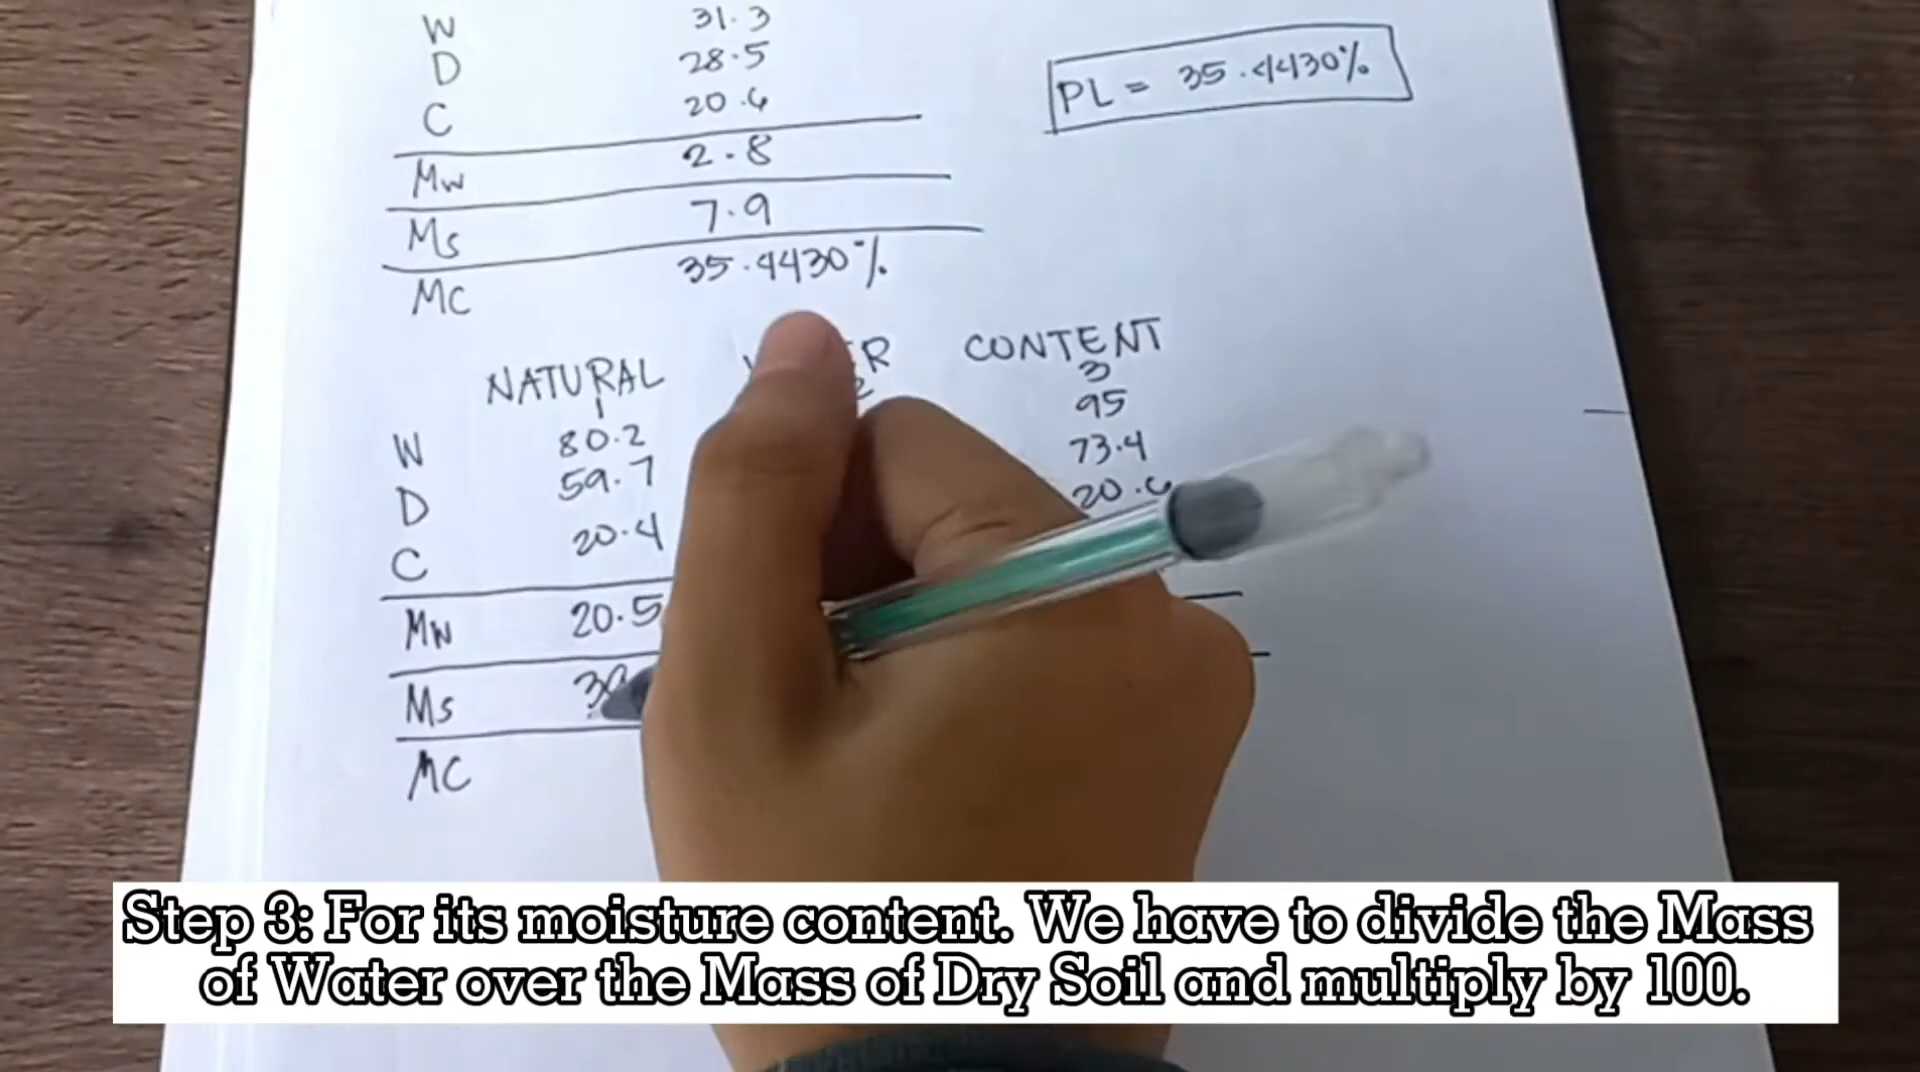 W 31.3
D 28.5
C 20.6
PL = 35.4430%
Mw 2.8
Ms 7.9
MC 35.4430%
NATURAL CONTENT
1 3
W 80.2 95
D 59.7 73.4
C 20.4 20.6
Mw 20.5
Ms
MC
Step 3: For its moisture content. We have to divide the Mass
of Water over the Mass of Dry Soil and multiply by 100.